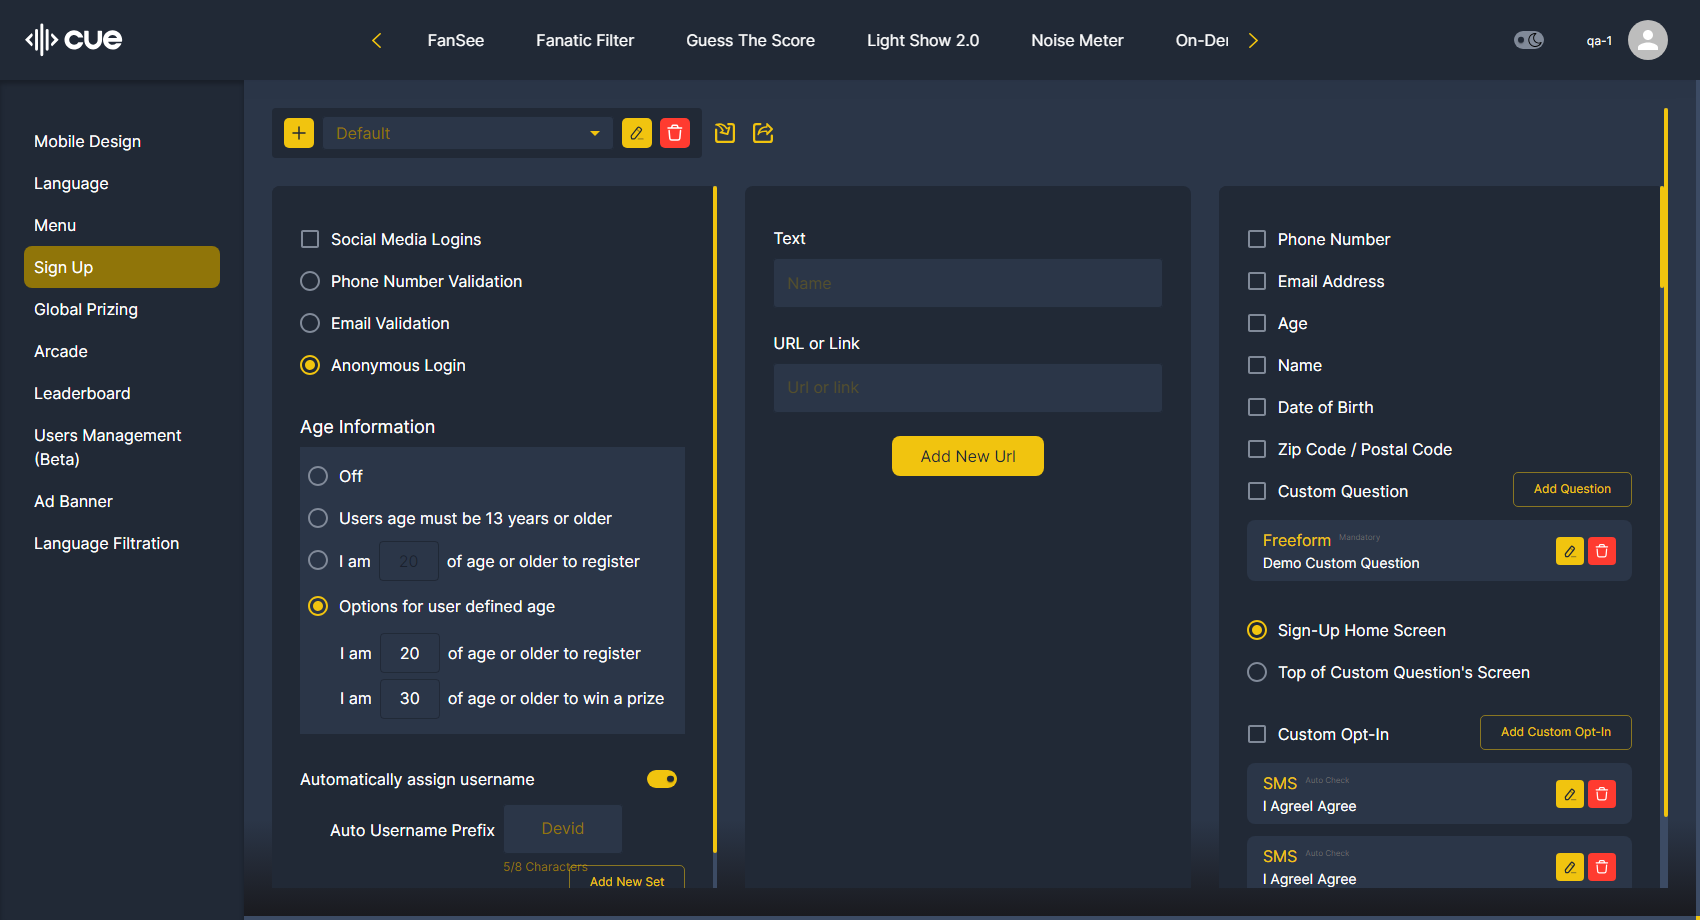 cue
FanSee
Fanatic Filter
Guess The Score
Light Show 2.0
Noise Meter
On-Der
qa-1
Mobile Design
Language
Menu
Sign Up
Global Prizing
Arcade
Leaderboard
Users Management
(Beta)
Ad Banner
Language Filtration
Default
Social Media Logins
Phone Number Validation
Email Validation
Anonymous Login
Age Information
Off
Users age must be 13 years or older
I am 20 of age or older to register
Options for user defined age
I am 20 of age or older to register
I am 30 of age or older to win a prize
Automatically assign username
Auto Username Prefix Devid
5/8 Characters
Add New Set
Text
Name
URL or Link
Url or link
Add New Url
Phone Number
Email Address
Age
Name
Date of Birth
Zip Code / Postal Code
Custom Question Add Question
Freeform Mandatory
Demo Custom Question
Sign-Up Home Screen
Top of Custom Question's Screen
Custom Opt-In Add Custom Opt-In
SMS Auto Check
I AgreeI Agree
SMS Auto Check
I AgreeI Agree